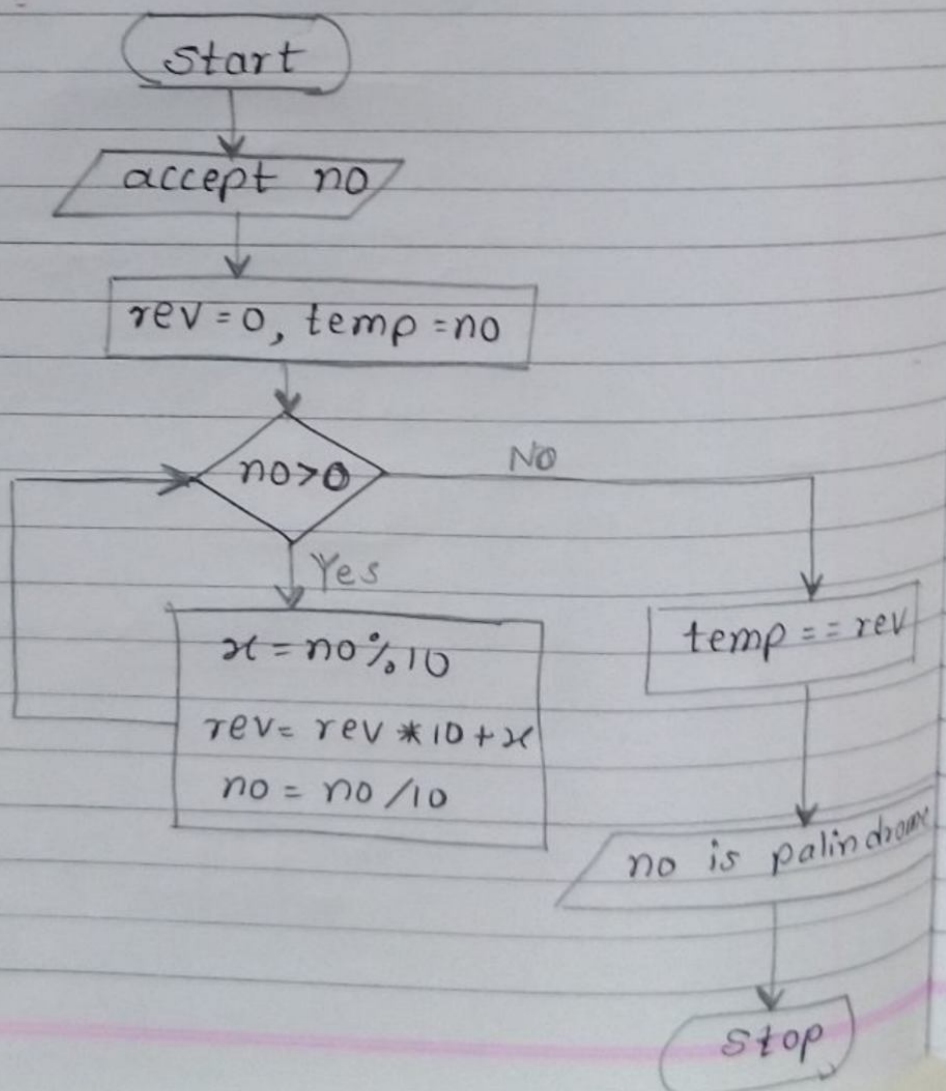 start
accept no
rev=0, temp=no
no>0
No
Yes
x=no%10
rev= rev*10+x
no = no/10
temp == rev
no is palindrome
stop